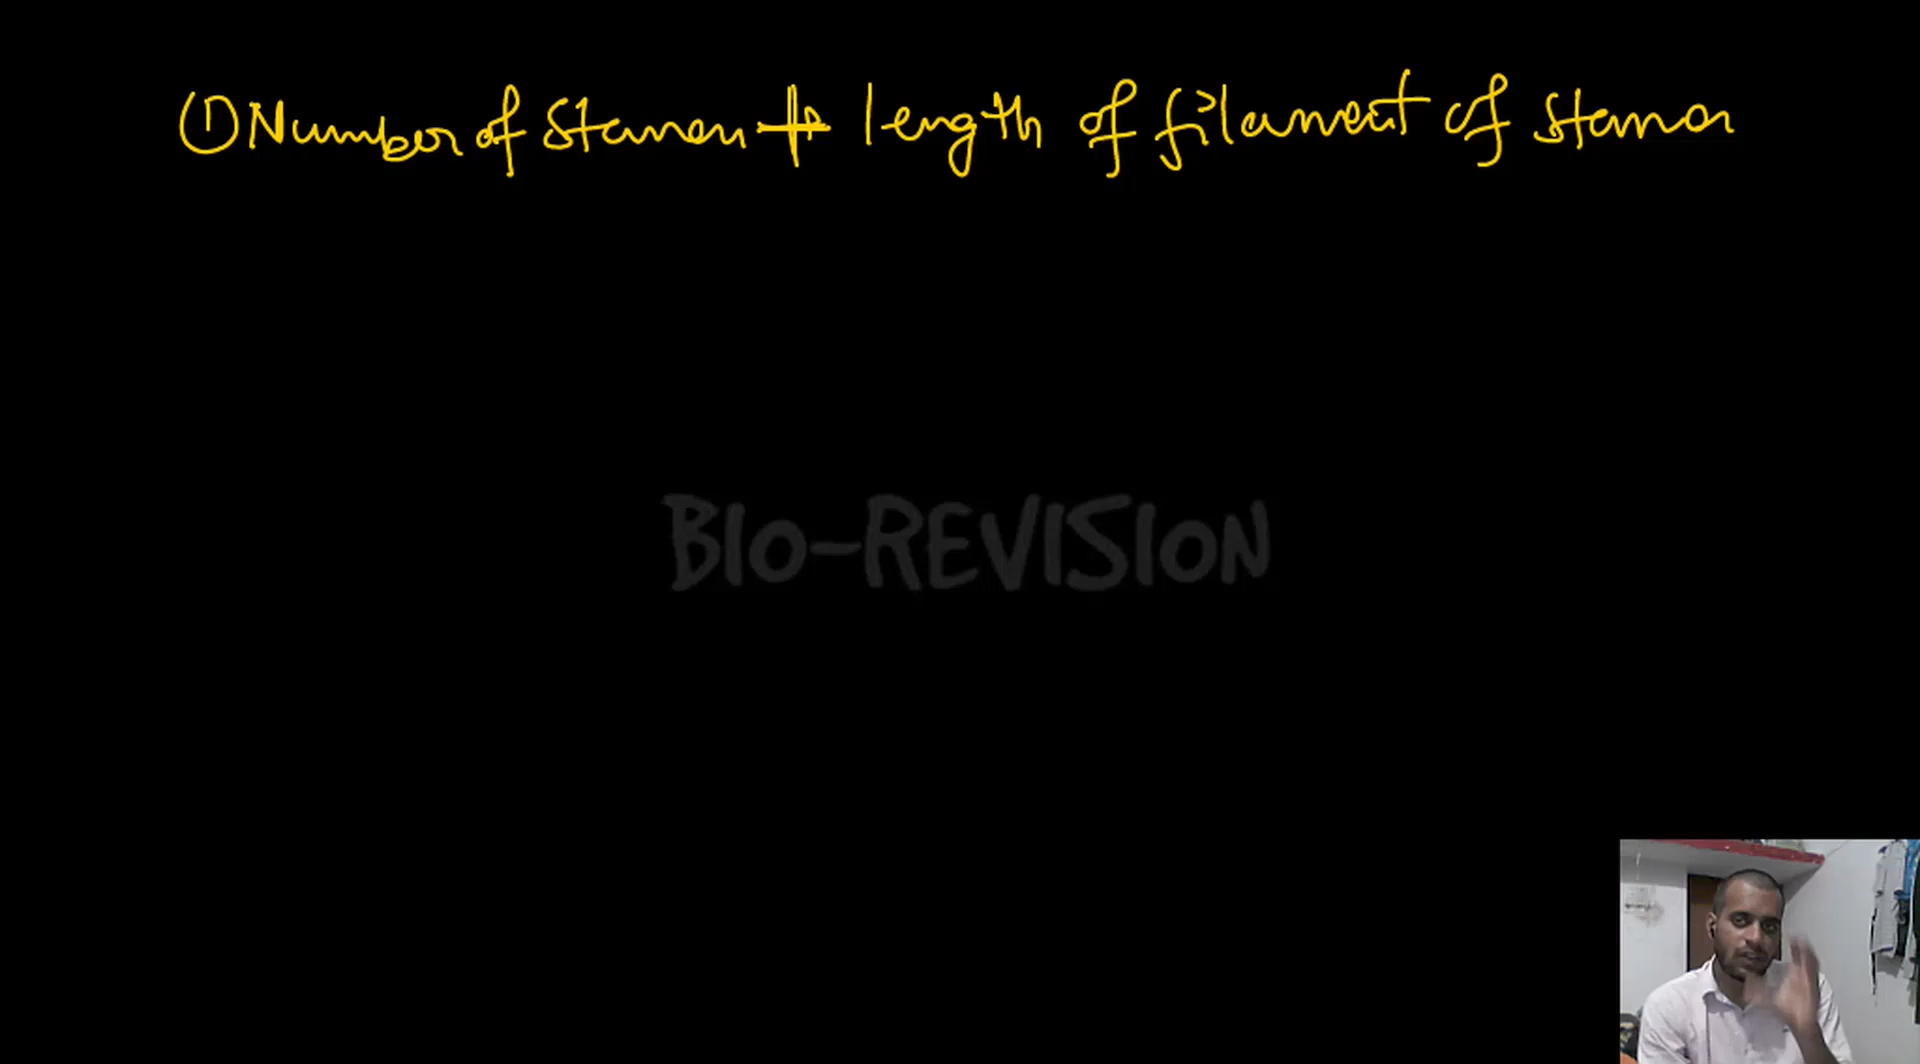 ① Number of Stamen + length of filament of stamen
BIO-REVISION